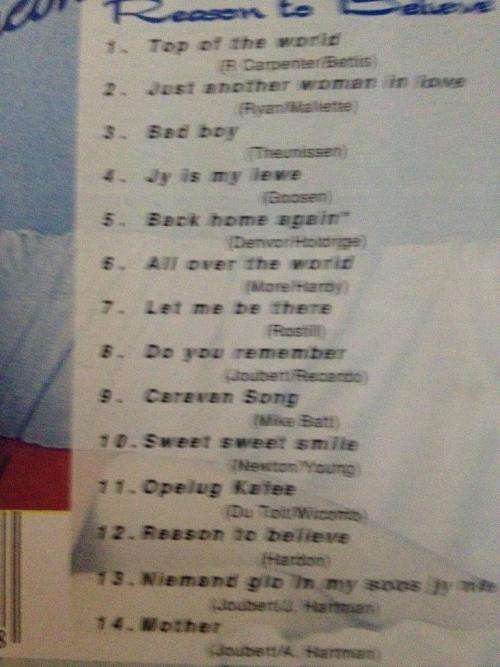 Reason to Believe
1. Top of the world
(R Carpenter/Bettis)
2. Just another woman in love
(Ryan/Mallette)
3. Bad boy
(Theunissen)
4. Jy is my lewe
(Goosen)
5. Back home again"
(Denver/Holdrige)
6. All over the world
(More/Hardy)
7. Let me be there
(Rostill)
8. Do you remember
(Joubert/Recardo)
9. Caravan Song
(Mike Batt)
10. Sweet sweet smile
(Newton/Young)
11. Opelug Kafee
(Du Toit/Wicomb)
12. Reason to believe
(Hardon)
13. Niemand glo in my soos jy nie
(Joubert/J. Hartman)
14. Mother
(Joubert/A. Hartman)
8